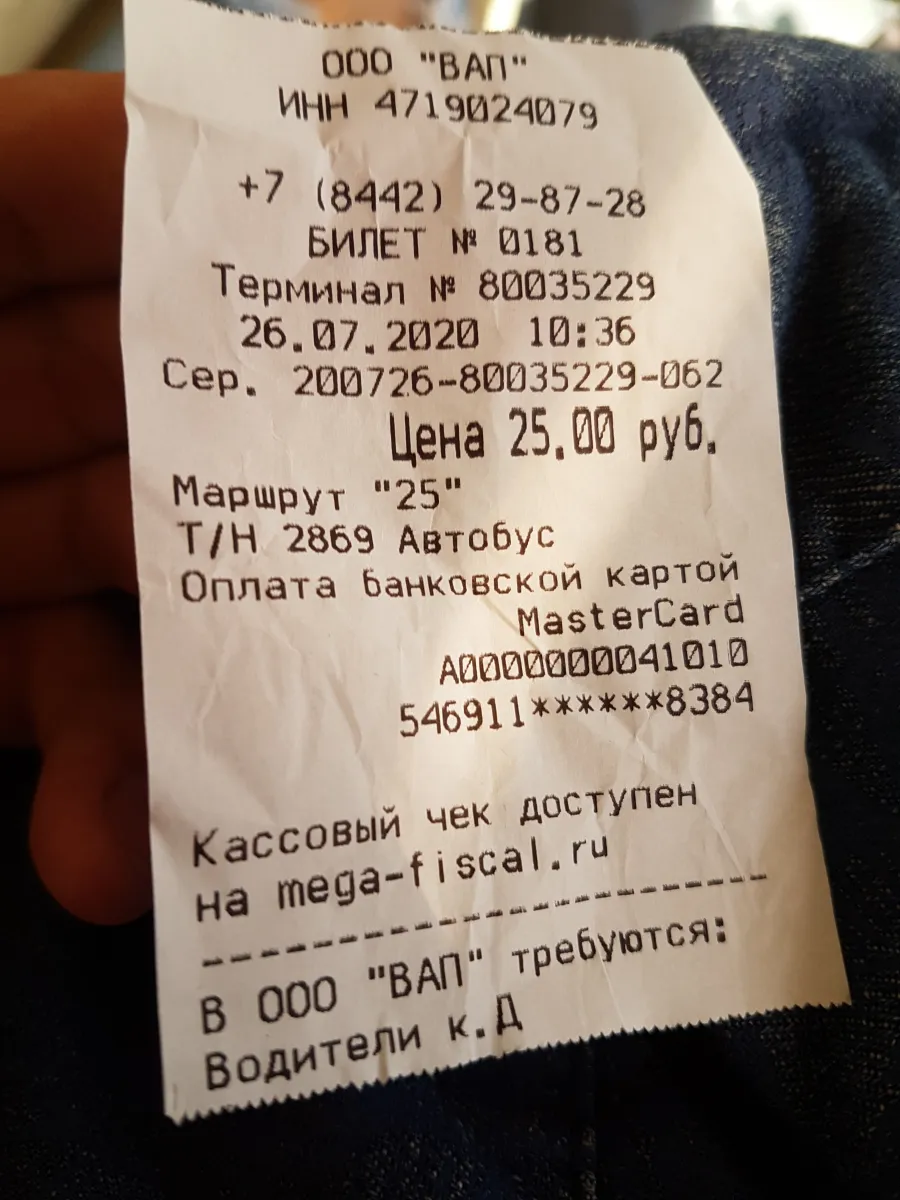 ООО "ВАП"
ИНН 4719024079
+7 (8442) 29-87-28
БИЛЕТ № 0181
Терминал № 80035229
26.07.2020 10:36
Сер. 200726-80035229-062
Цена 25.00 руб.
Маршрут "25"
Т/Н 2869 Автобус
Оплата банковской картой
MasterCard
A0000000041010
546911******8384
Кассовый чек доступен
на mega-fiscal.ru
------------------------
В ООО "ВАП" требуются:
Водители к.Д